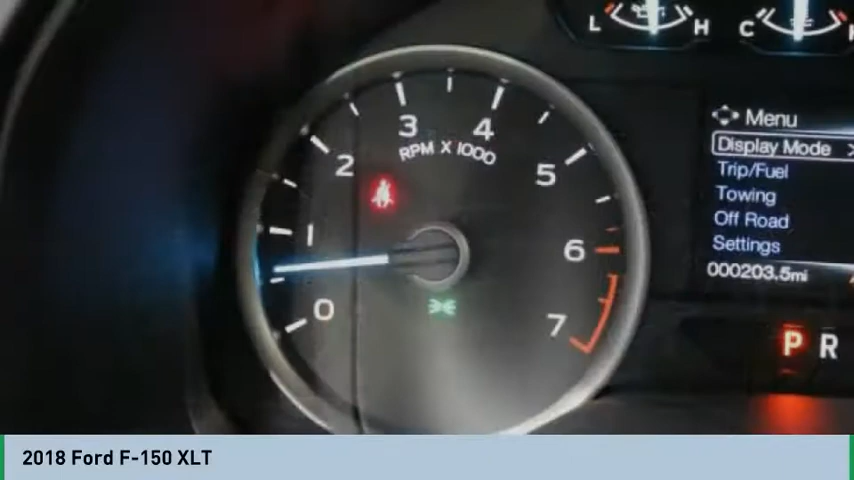 L H C
Menu
Display Mode >
Trip/Fuel
Towing
Off Road
Settings
000203.5mi
P R
0 1 2 3 4 5 6 7
RPM X 1000
2018 Ford F-150 XLT